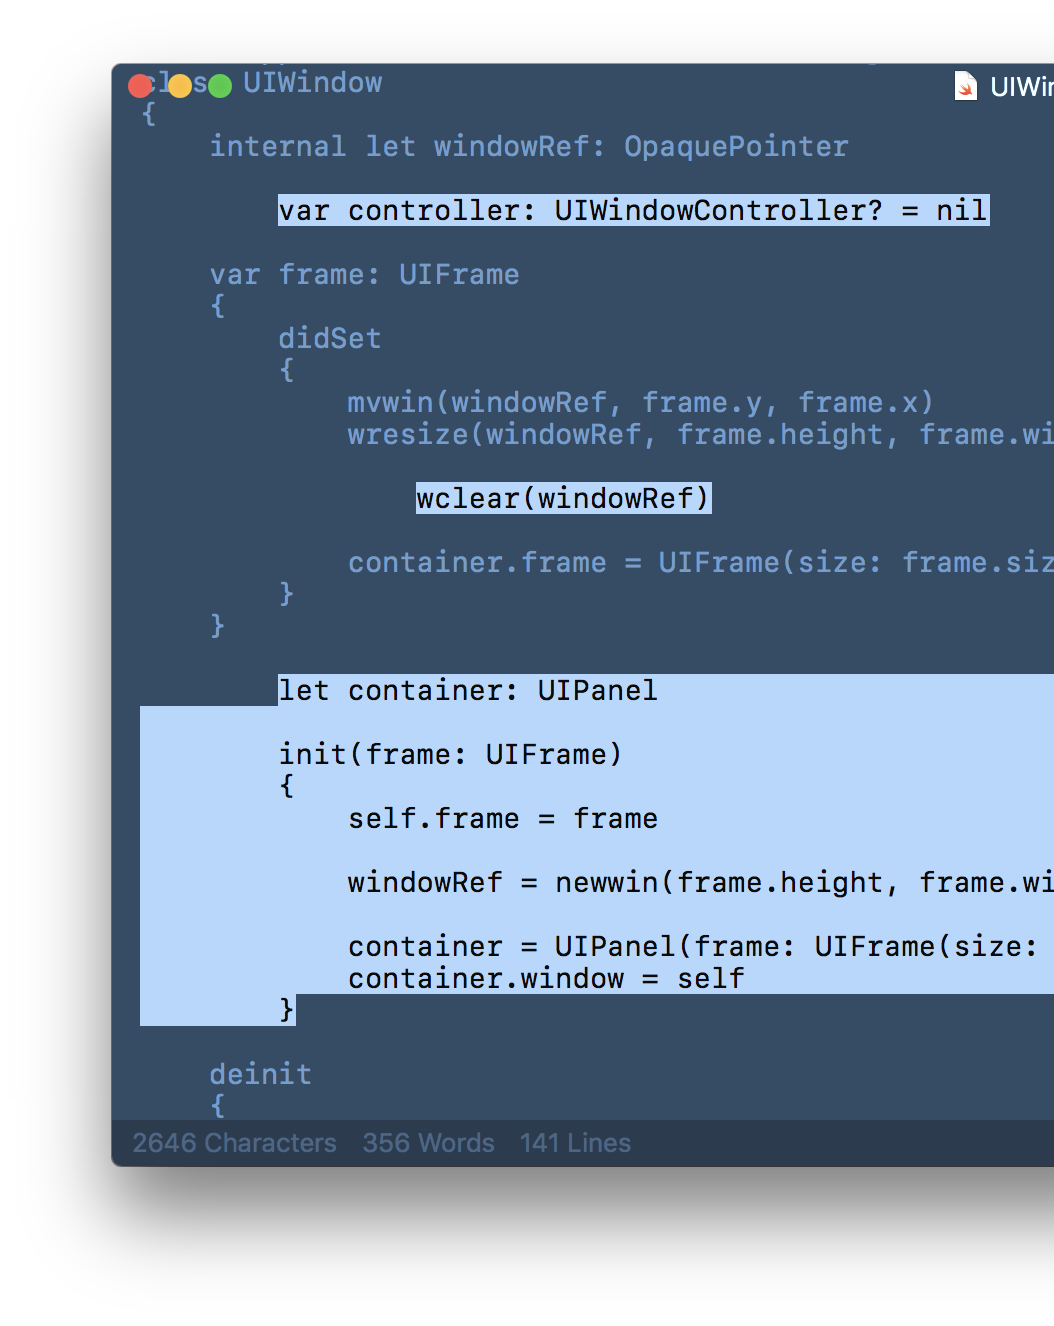 UIWindow
{
internal let windowRef: OpaquePointer
var controller: UIWindowController? = nil
var frame: UIFrame
{
didSet
{
mvwin(windowRef, frame.y, frame.x)
wresize(windowRef, frame.height, frame.wi
wclear(windowRef)
container.frame = UIFrame(size: frame.siz
}
}
let container: UIPanel
init(frame: UIFrame)
{
self.frame = frame
windowRef = newwin(frame.height, frame.wi
container = UIPanel(frame: UIFrame(size:
container.window = self
}
deinit
{
2646 Characters 356 Words 141 Lines